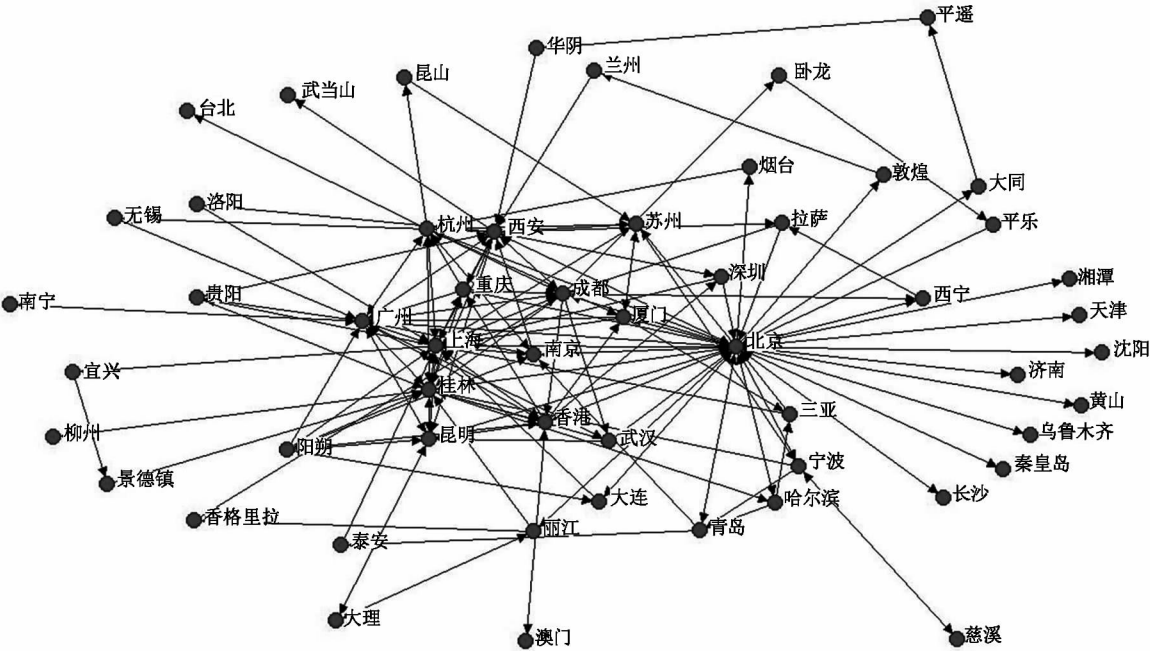 平遥
华阴
兰州
卧龙
昆山
武当山
台北
烟台
敦煌
大同
洛阳
无锡
杭州
西安
苏州
拉萨
平乐
深圳
湘潭
重庆
成都
西宁
贵阳
南宁
广州
厦门
天津
上海
南京
北京
沈阳
宜兴
济南
桂林
黄山
三亚
香港
柳州
阳朔
昆明
武汉
乌鲁木齐
宁波
秦皇岛
景德镇
大连
哈尔滨
长沙
香格里拉
丽江
青岛
泰安
大理
澳门
慈溪